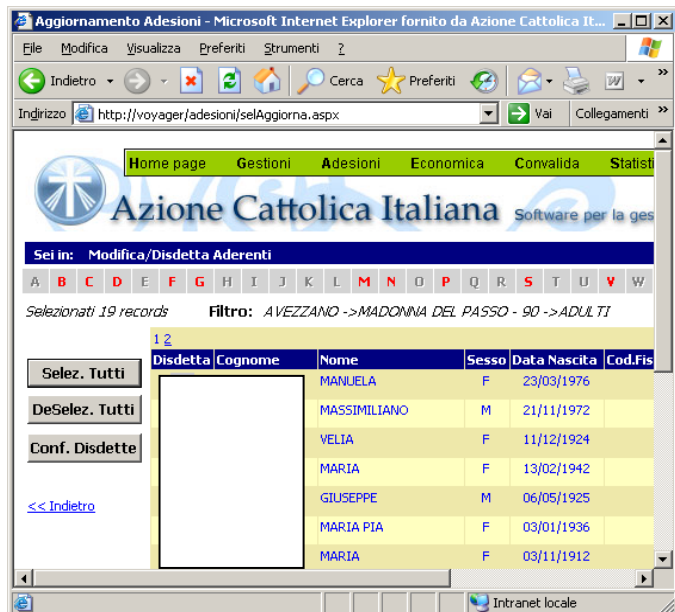 Aggiornamento Adesioni - Microsoft Internet Explorer fornito da Azione Cattolica It...
File Modifica Visualizza Preferiti Strumenti ?
Indietro Cerca Preferiti
Indirizzo http://voyager/adesioni/selAggiorna.aspx Vai Collegamenti
Home page Gestioni Adesioni Economica Convalida Statisti
Azione Cattolica Italiana Software per la ges
Sei in: Modifica/Disdetta Aderenti
A B C D E F G H I J K L M N O P Q R S T U V W
Selezionati 19 records Filtro: AVEZZANO ->MADONNA DEL PASSO - 90 ->ADULTI
1 2
Disdetta Cognome Nome Sesso Data Nascita Cod.Fis
Selez. Tutti
DeSelez. Tutti
Conf. Disdette
<< Indietro
MANUELA F 23/03/1976
MASSIMILIANO M 21/11/1972
VELIA F 11/12/1924
MARIA F 13/02/1942
GIUSEPPE M 06/05/1925
MARIA PIA F 03/01/1936
MARIA F 03/11/1912
Intranet locale